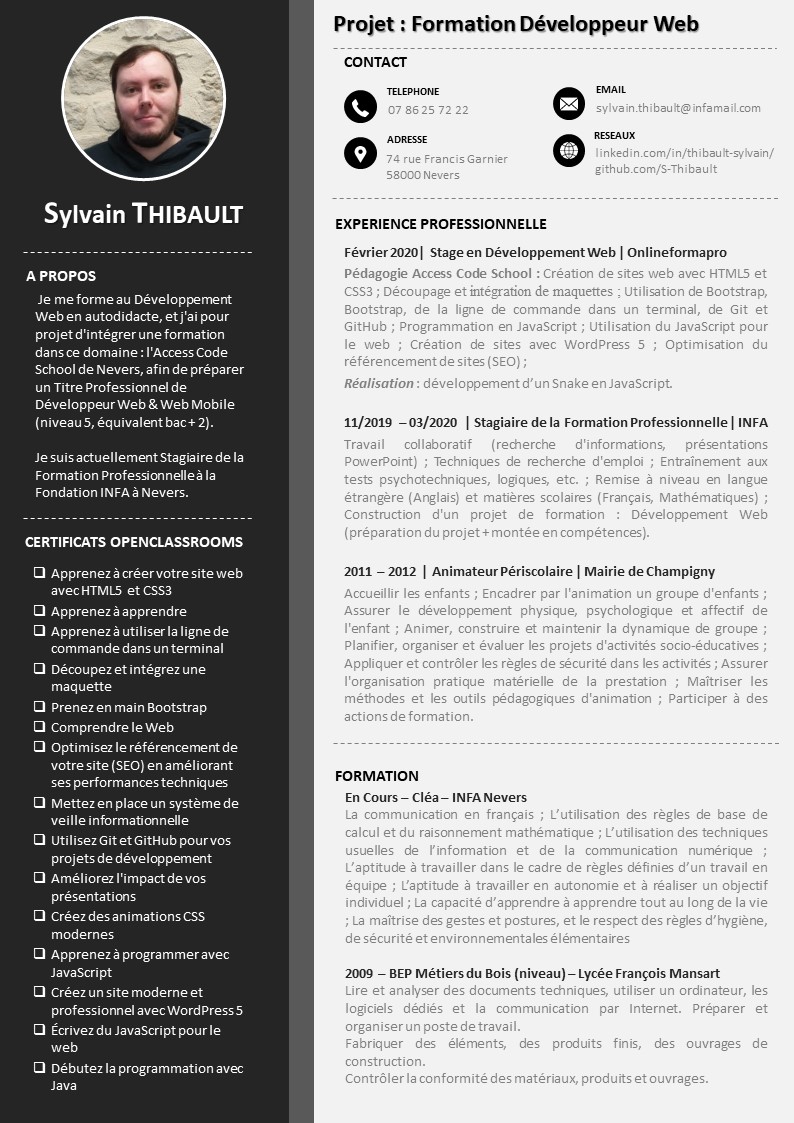 Sylvain THIBAULT
A PROPOS
Je me forme au Développement
Web en autodidacte, et j'ai pour
projet d'intégrer une formation
dans ce domaine : l'Access Code
School de Nevers, afin de préparer
un Titre Professionnel de
Développeur Web & Web Mobile
(niveau 5, équivalent bac + 2).
Je suis actuellement Stagiaire de la
Formation Professionnelle à la
Fondation INFA à Nevers.
CERTIFICATS OPENCLASSROOMS
❑ Apprenez à créer votre site web
avec HTML5 et CSS3
❑ Apprenez à apprendre
❑ Apprenez à utiliser la ligne de
commande dans un terminal
❑ Découpez et intégrez une
maquette
❑ Prenez en main Bootstrap
❑ Comprendre le Web
❑ Optimisez le référencement de
votre site (SEO) en améliorant
ses performances techniques
❑ Mettez en place un système de
veille informationnelle
❑ Utilisez Git et GitHub pour vos
projets de développement
❑ Améliorez l'impact de vos
présentations
❑ Créez des animations CSS
modernes
❑ Apprenez à programmer avec
JavaScript
❑ Créez un site moderne et
professionnel avec WordPress 5
❑ Écrivez du JavaScript pour le
web
❑ Débutez la programmation avec
Java
Projet : Formation Développeur Web
CONTACT
TELEPHONE
07 86 25 72 22
EMAIL
sylvain.thibault@infamail.com
ADRESSE
74 rue Francis Garnier
58000 Nevers
RESEAUX
linkedin.com/in/thibault-sylvain/
github.com/S-Thibault
EXPERIENCE PROFESSIONNELLE
Février 2020| Stage en Développement Web | Onlineformapro
Pédagogie Access Code School : Création de sites web avec HTML5 et
CSS3 ; Découpage et intégration de maquettes ; Utilisation de Bootstrap,
Bootstrap, de la ligne de commande dans un terminal, de Git et
GitHub ; Programmation en JavaScript ; Utilisation du JavaScript pour
le web ; Création de sites avec WordPress 5 ; Optimisation du
référencement de sites (SEO) ;
Réalisation : développement d’un Snake en JavaScript.
11/2019 – 03/2020 | Stagiaire de la Formation Professionnelle | INFA
Travail collaboratif (recherche d'informations, présentations
PowerPoint) ; Techniques de recherche d'emploi ; Entraînement aux
tests psychotechniques, logiques, etc. ; Remise à niveau en langue
étrangère (Anglais) et matières scolaires (Français, Mathématiques) ;
Construction d'un projet de formation : Développement Web
(préparation du projet + montée en compétences).
2011 – 2012 | Animateur Périscolaire | Mairie de Champigny
Accueillir les enfants ; Encadrer par l'animation un groupe d'enfants ;
Assurer le développement physique, psychologique et affectif de
l'enfant ; Animer, construire et maintenir la dynamique de groupe ;
Planifier, organiser et évaluer les projets d'activités socio-éducatives ;
Appliquer et contrôler les règles de sécurité dans les activités ; Assurer
l'organisation pratique matérielle de la prestation ; Maîtriser les
méthodes et les outils pédagogiques d'animation ; Participer à des
actions de formation.
FORMATION
En Cours – Cléa – INFA Nevers
La communication en français ; L’utilisation des règles de base de
calcul et du raisonnement mathématique ; L’utilisation des techniques
usuelles de l’information et de la communication numérique ;
L’aptitude à travailler dans le cadre de règles définies d’un travail en
équipe ; L’aptitude à travailler en autonomie et à réaliser un objectif
individuel ; La capacité d’apprendre à apprendre tout au long de la vie
; La maîtrise des gestes et postures, et le respect des règles d’hygiène,
de sécurité et environnementales élémentaires
2009 – BEP Métiers du Bois (niveau) – Lycée François Mansart
Lire et analyser des documents techniques, utiliser un ordinateur, les
logiciels dédiés et la communication par Internet. Préparer et
organiser un poste de travail.
Fabriquer des éléments, des produits finis, des ouvrages de
construction.
Contrôler la conformité des matériaux, produits et ouvrages.